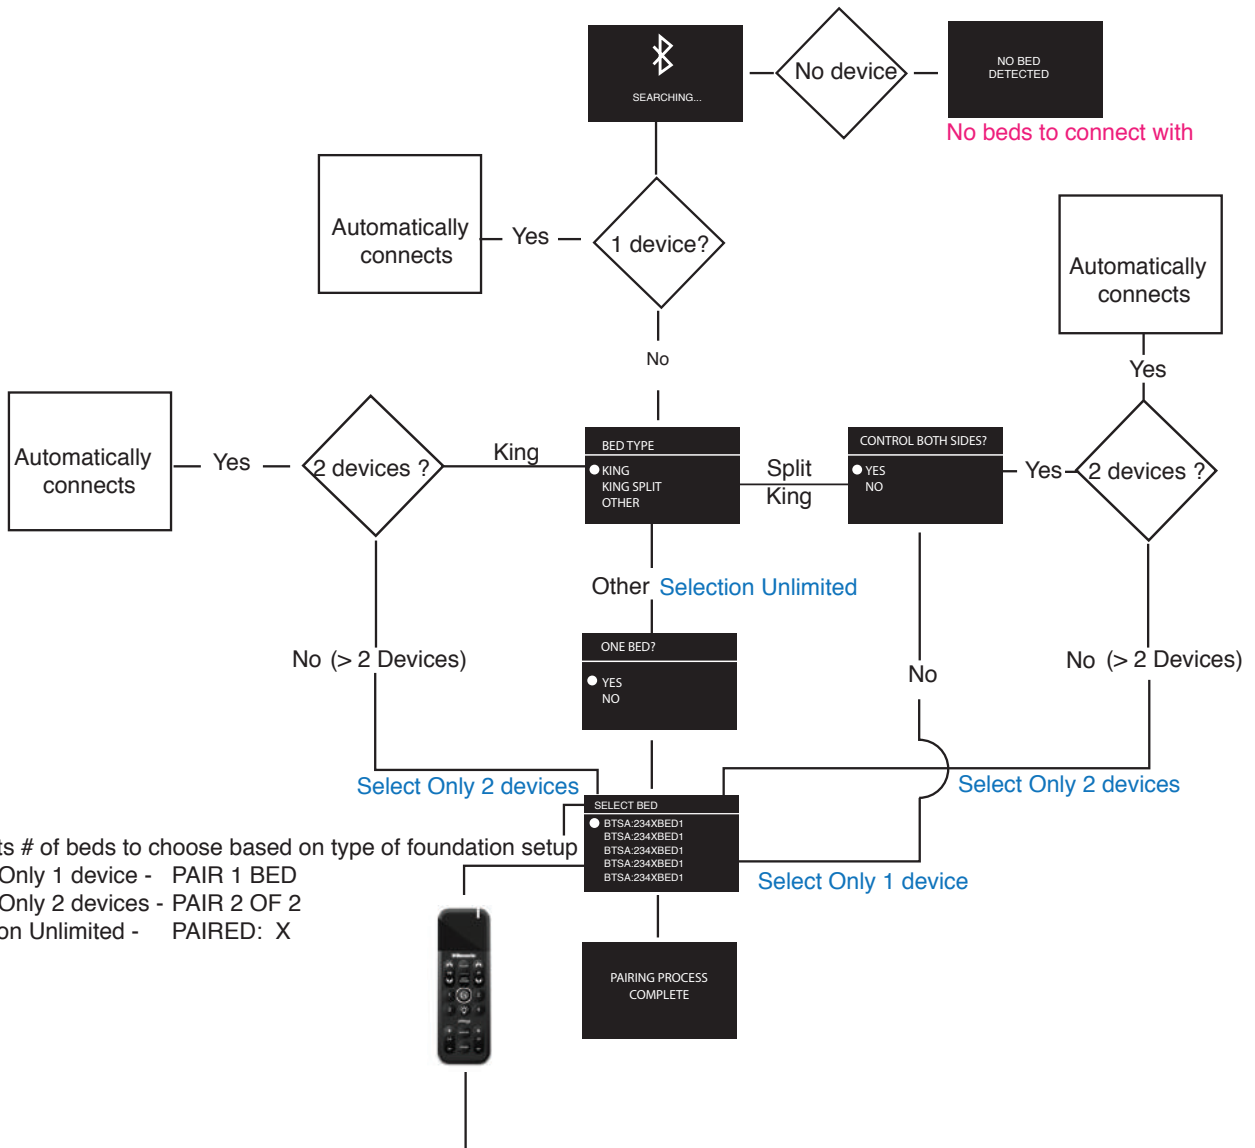 SEARCHING...
No device
NO BED
DETECTED
No beds to connect with
Automatically
connects
Yes
1 device?
Automatically
connects
No
Yes
Automatically
connects
Yes
2 devices ?
King
BED TYPE
KING
KING SPLIT
OTHER
Split
King
CONTROL BOTH SIDES?
YES
NO
Yes
2 devices ?
Other
Selection Unlimited
No (> 2 Devices)
ONE BED?
YES
NO
No
No (> 2 Devices)
Select Only 2 devices
Select Only 2 devices
SELECT BED
BTSA:234XBED1
BTSA:234XBED1
BTSA:234XBED1
BTSA:234XBED1
BTSA:234XBED1
ts # of beds to choose based on type of foundation setup
Only 1 device - PAIR 1 BED
Only 2 devices - PAIR 2 OF 2
on Unlimited - PAIRED: X
Select Only 1 device
PAIRING PROCESS
COMPLETE